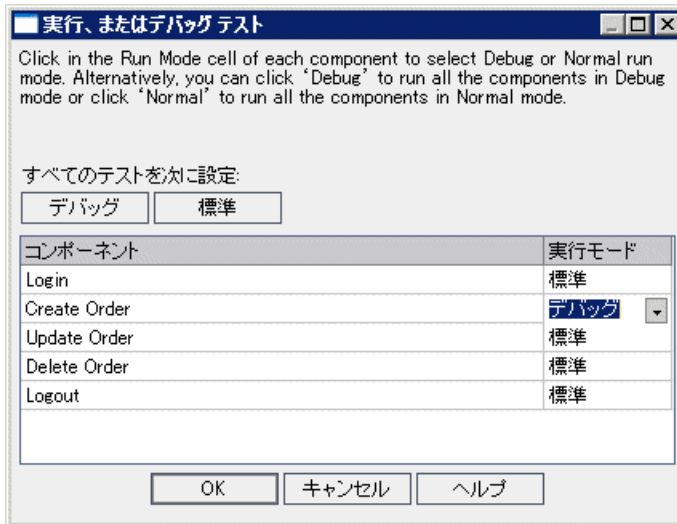 実行、またはデバッグ テスト
Click in the Run Mode cell of each component to select Debug or Normal run
mode. Alternatively, you can click ‘Debug’ to run all the components in Debug
mode or click ‘Normal’ to run all the components in Normal mode.
すべてのテストを次に設定:
デバッグ 標準
コンポーネント 実行モード
Login 標準
Create Order デバッグ
Update Order 標準
Delete Order 標準
Logout 標準
OK キャンセル ヘルプ